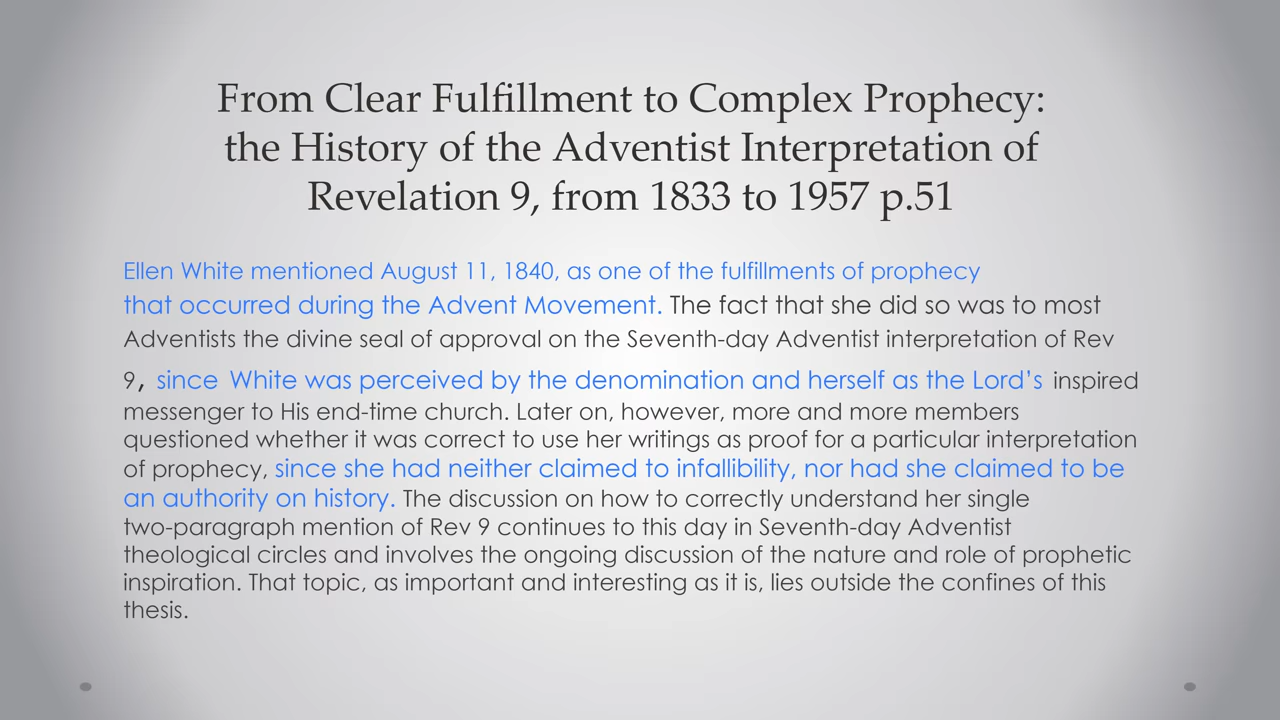 From Clear Fulfillment to Complex Prophecy:
the History of the Adventist Interpretation of
Revelation 9, from 1833 to 1957 p.51
Ellen White mentioned August 11, 1840, as one of the fulfillments of prophecy
that occurred during the Advent Movement. The fact that she did so was to most
Adventists the divine seal of approval on the Seventh-day Adventist interpretation of Rev
9, since White was perceived by the denomination and herself as the Lord’s inspired
messenger to His end-time church. Later on, however, more and more members
questioned whether it was correct to use her writings as proof for a particular interpretation
of prophecy, since she had neither claimed to infallibility, nor had she claimed to be
an authority on history. The discussion on how to correctly understand her single
two-paragraph mention of Rev 9 continues to this day in Seventh-day Adventist
theological circles and involves the ongoing discussion of the nature and role of prophetic
inspiration. That topic, as important and interesting as it is, lies outside the confines of this
thesis.